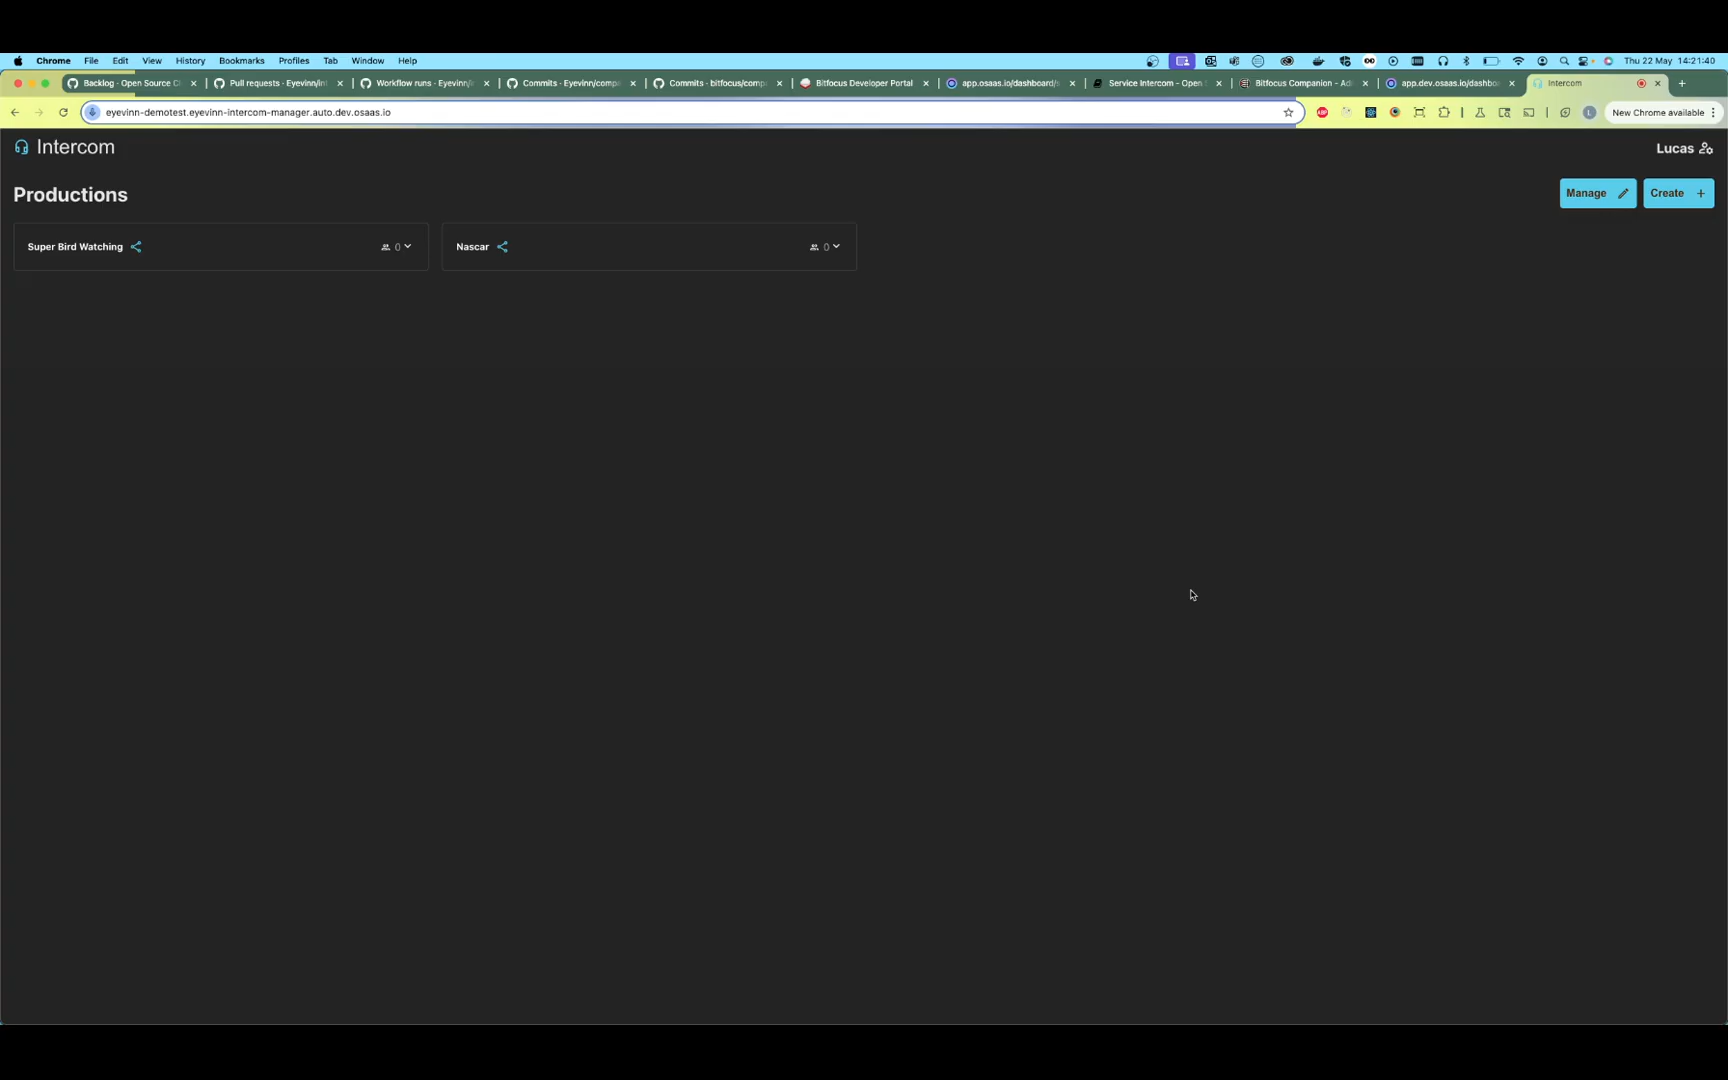 Chrome File Edit View History Bookmarks Profiles Tab Window Help Thu 22 May 14:21:40
Backlog - Open Source C Pull requests · Eyevinn/int Workflow runs · Eyevinn/i Commits · Eyevinn/comp Commits · bitfocus/comp Bitfocus Developer Portal app.osaas.io/dashboard/ Service Intercom - Open Bitfocus Companion - Ad app.dev.osaas.io/dashbo Intercom
eyevinn-demotest.eyevinn-intercom-manager.auto.dev.osaas.io New Chrome available
Intercom Lucas
Productions Manage Create +
Super Bird Watching 0 Nascar 0